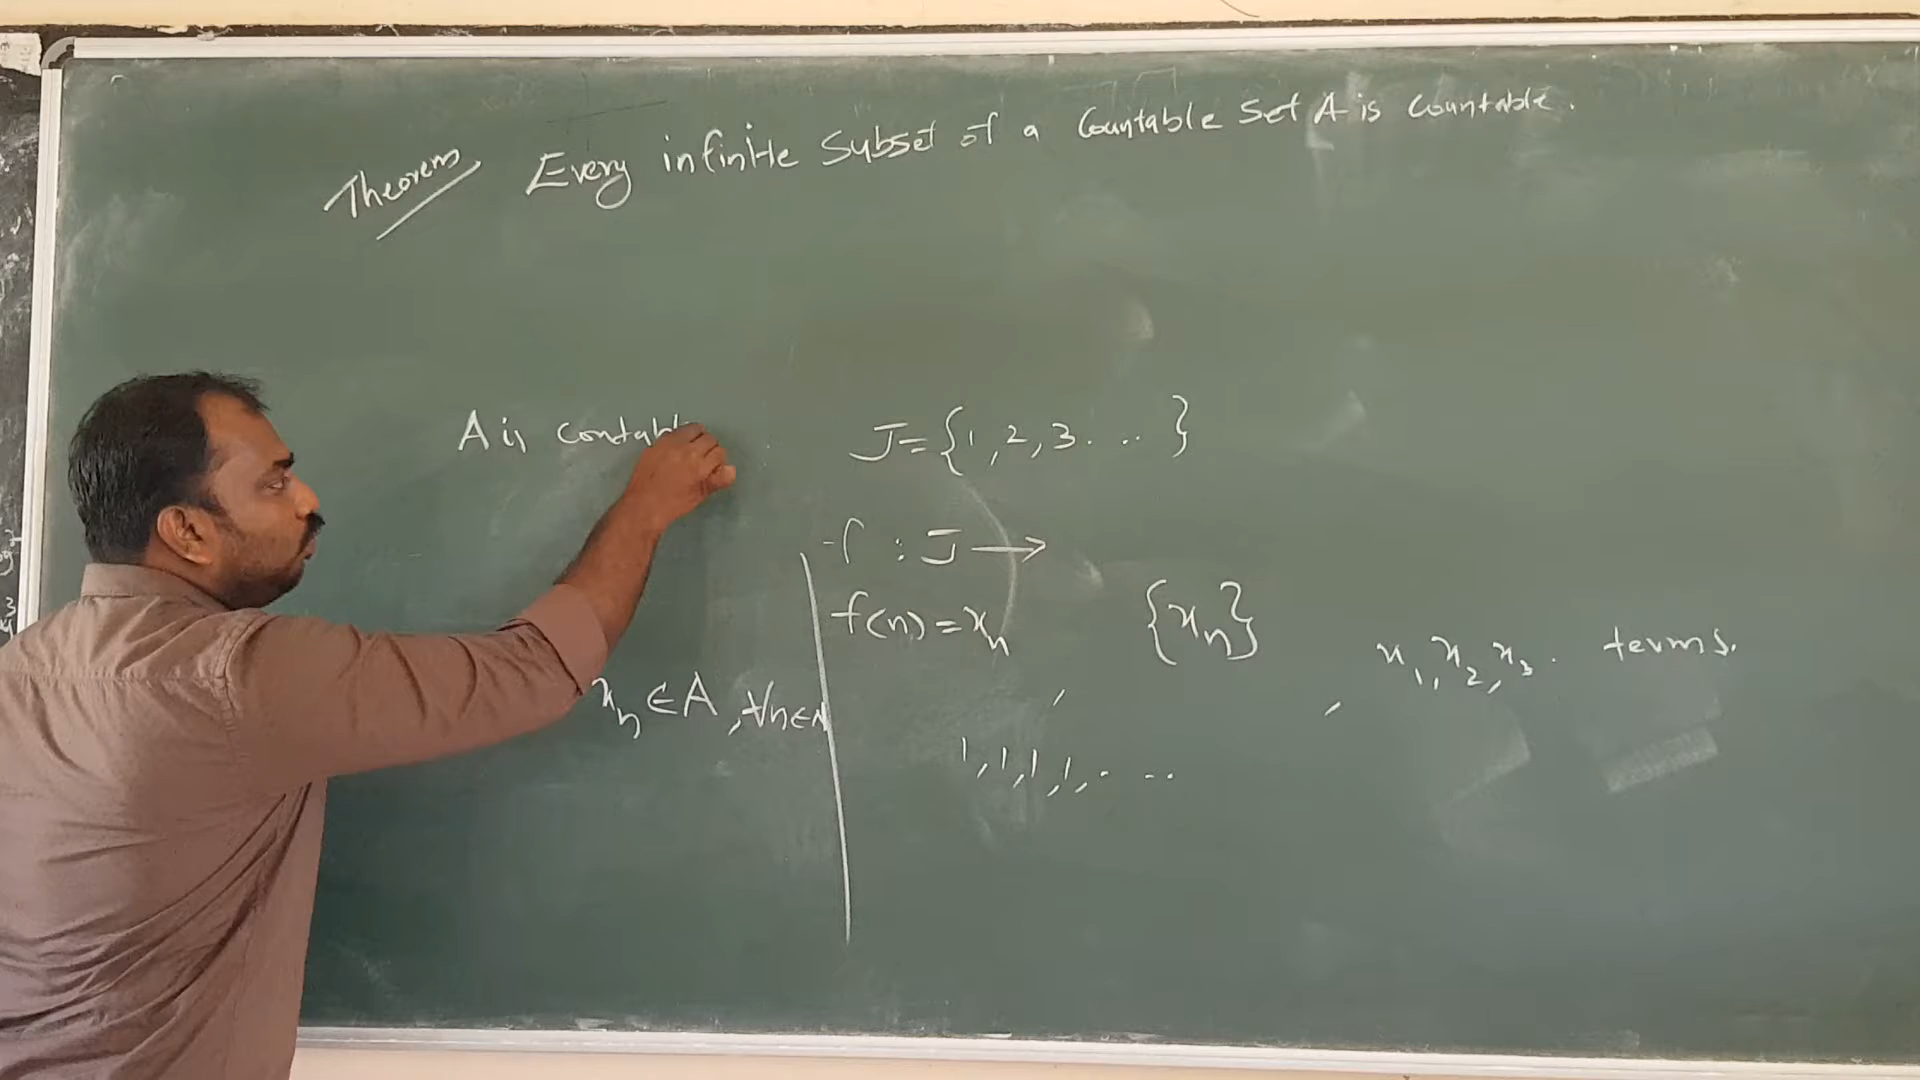 Theorem Every infinite Subset of a Countable Set A is Countable.
A is contabl J={1,2,3. .. }
f : J →
f(n)=xn {xn} x1, x2, x3. terms.
xn ∈ A, ∀n∈N
1,1,1,1,. ..